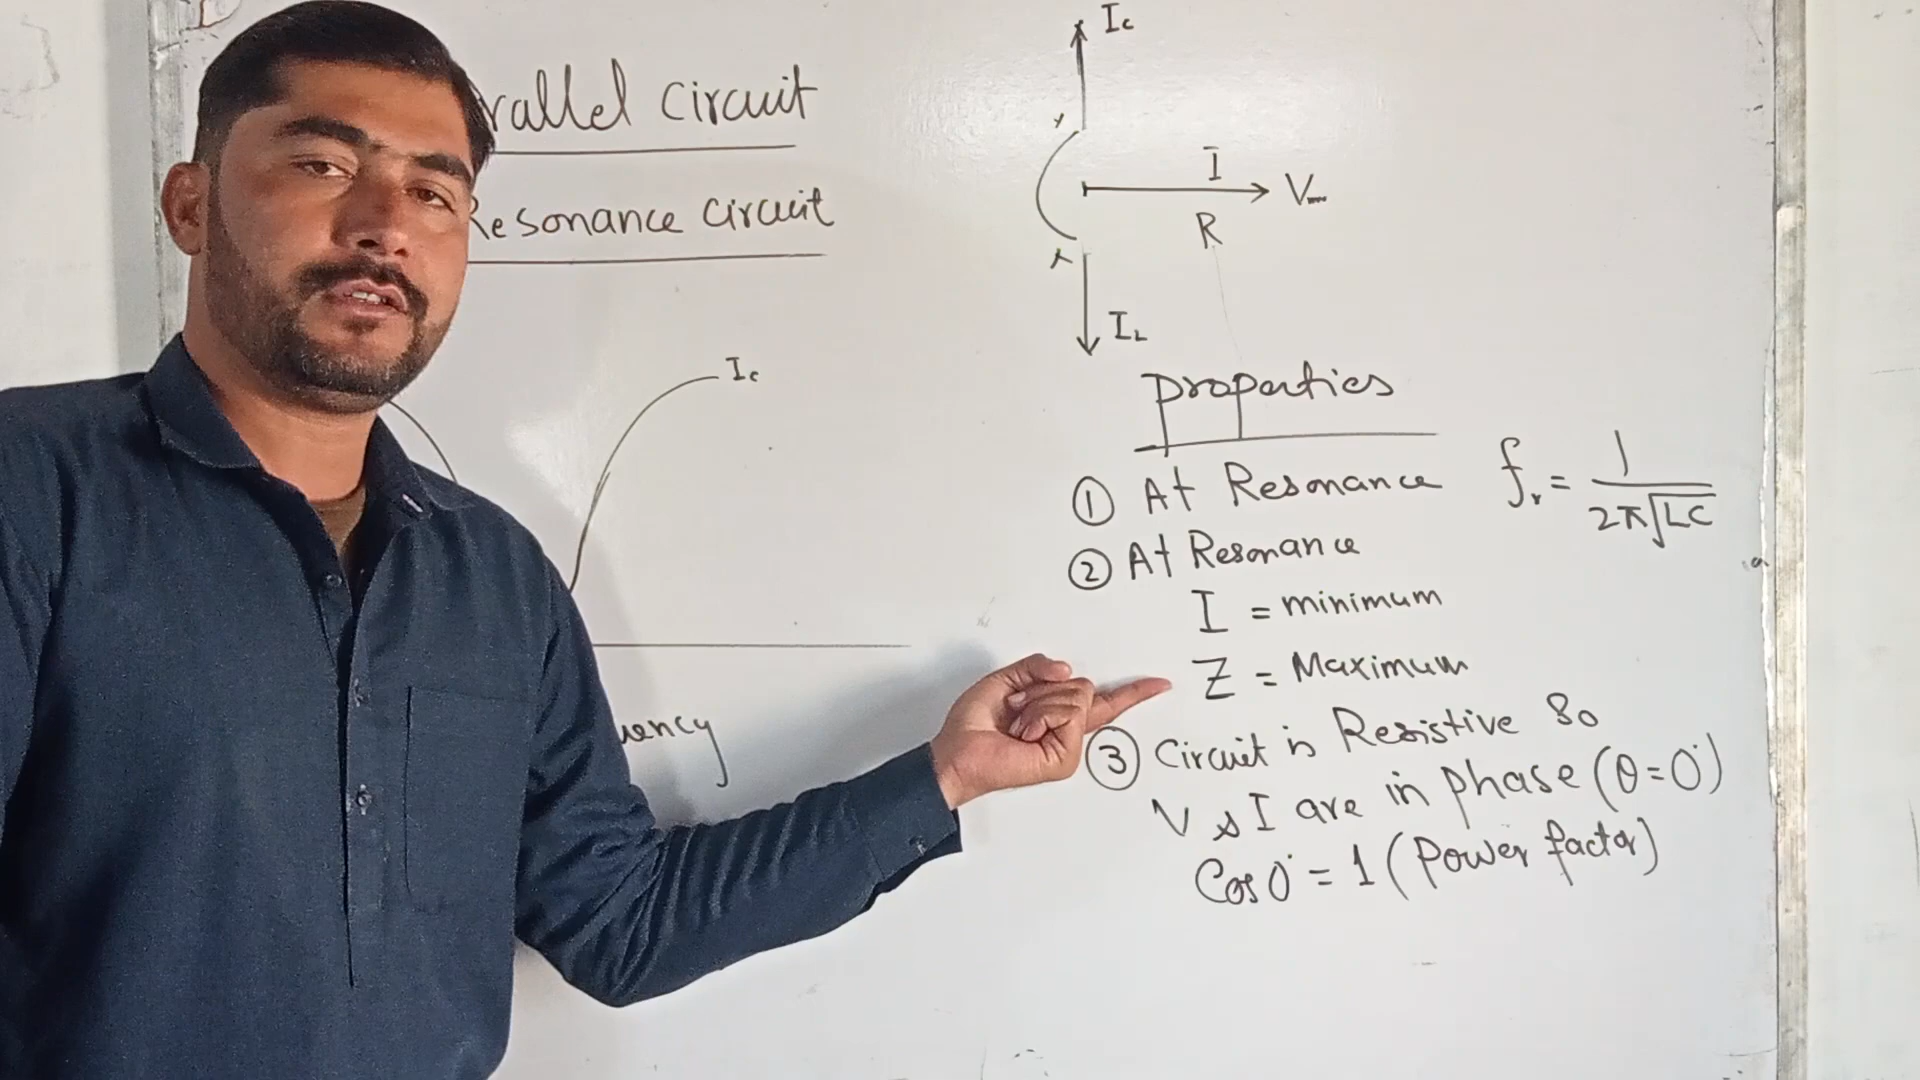 rallel circuit
Resonance circuit
Ic
I
Vm
R
IL
Ic
uency
properties
① At Resonance fr = 1 / 2π√LC
② At Resonance
I = minimum
Z = Maximum
③ Circuit is Resistive So
V & I are in phase (θ=0°)
Cos 0° = 1 (Power factor)